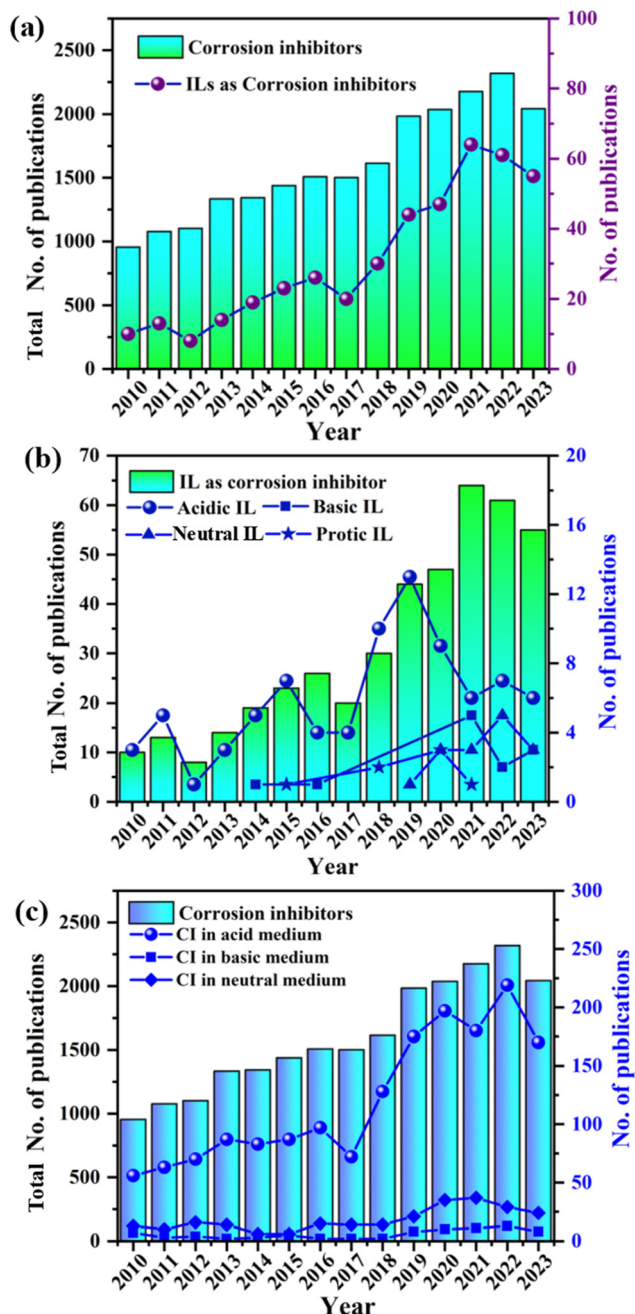 (a)
Corrosion inhibitors
ILs as Corrosion inhibitors
Total No. of publications
2500
2000
1500
1000
500
0
No. of publications
100
80
60
40
20
0
2010 2011 2012 2013 2014 2015 2016 2017 2018 2019 2020 2021 2022 2023
Year
(b)
IL as corrosion inhibitor
Acidic IL Basic IL
Neutral IL Protic IL
Total No. of publications
70
60
50
40
30
20
10
0
No. of publications
20
16
12
8
4
0
2010 2011 2012 2013 2014 2015 2016 2017 2018 2019 2020 2021 2022 2023
Year
(c)
Corrosion inhibitors
CI in acid medium
CI in basic medium
CI in neutral medium
Total No. of publications
2500
2000
1500
1000
500
0
No. of publications
300
250
200
150
100
50
0
2010 2011 2012 2013 2014 2015 2016 2017 2018 2019 2020 2021 2022 2023
Year